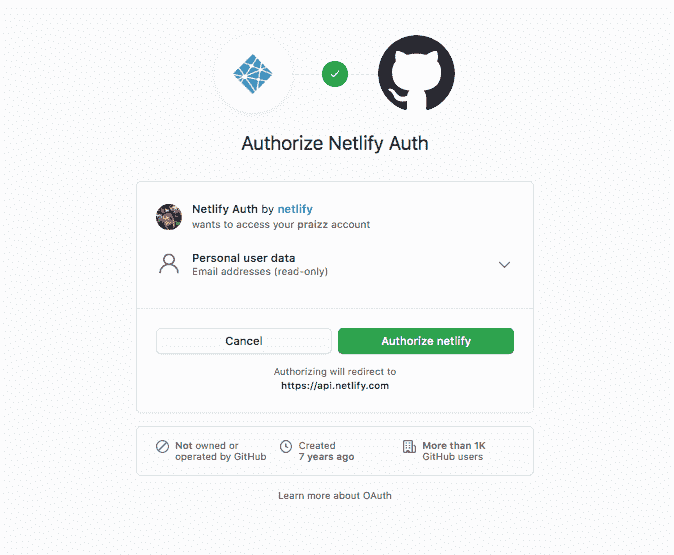 Authorize Netlify Auth
Netlify Auth by netlify
wants to access your praizz account
Personal user data
Email addresses (read-only)
Cancel
Authorize netlify
Authorizing will redirect to
https://api.netlify.com
Not owned or
operated by GitHub
Created
7 years ago
More than 1K
GitHub users
Learn more about OAuth